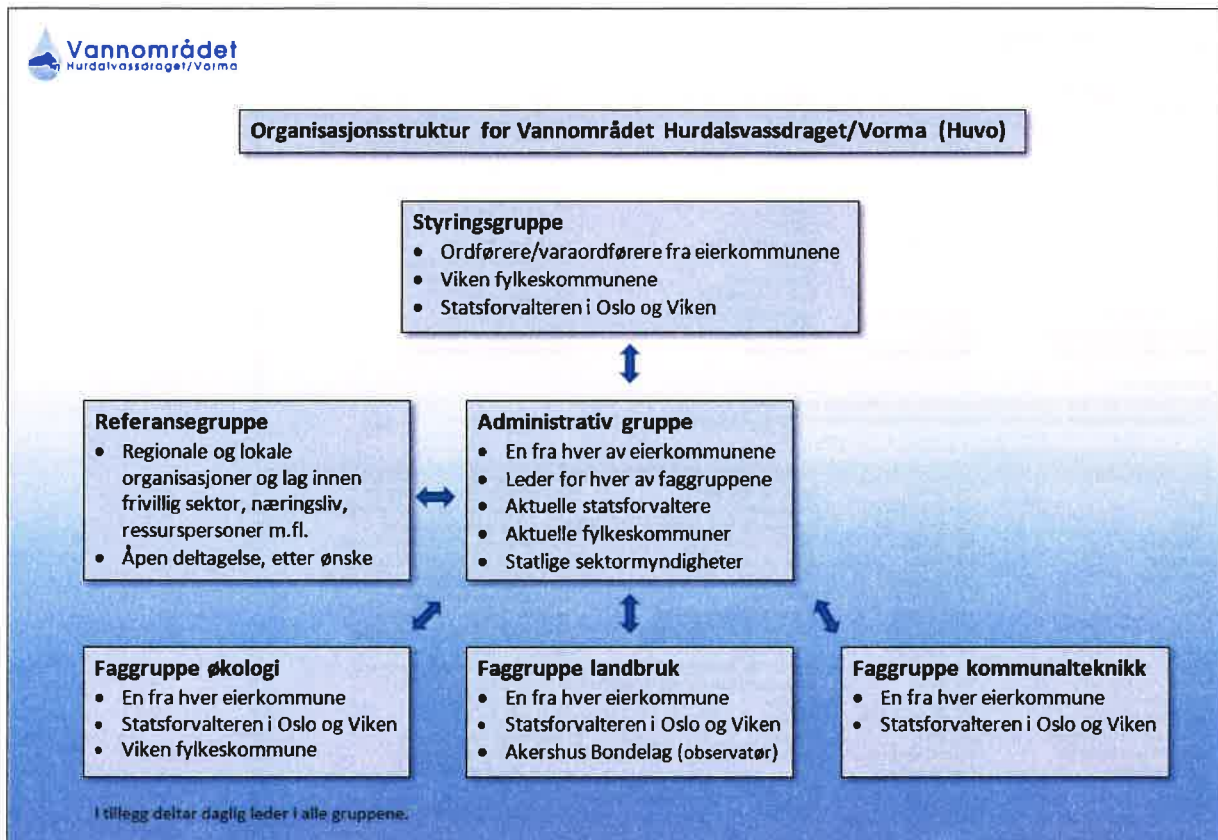 Vannområdet
Hurdalvassdraget/Vorma
Organisasjonsstruktur for Vannområdet Hurdalsvassdraget/Vorma (Huvo)
Styringsgruppe
• Ordførere/varaordførere fra eierkommunene
• Viken fylkeskommunene
• Statsforvalteren i Oslo og Viken
Referansegruppe
• Regionale og lokale
organisasjoner og lag innen
frivillig sektor, næringsliv,
ressurspersoner m.fl.
• Åpen deltagelse, etter ønske
Administrativ gruppe
• En fra hver av eierkommunene
• Leder for hver av faggruppene
• Aktuelle statsforvaltere
• Aktuelle fylkeskommuner
• Statlige sektormyndigheter
Faggruppe økologi
• En fra hver eierkommune
• Statsforvalteren i Oslo og Viken
• Viken fylkeskommune
Faggruppe landbruk
• En fra hver eierkommune
• Statsforvalteren i Oslo og Viken
• Akershus Bondelag (observatør)
Faggruppe kommunalteknikk
• En fra hver eierkommune
• Statsforvalteren i Oslo og Viken
I tillegg deltar daglig leder i alle gruppene.